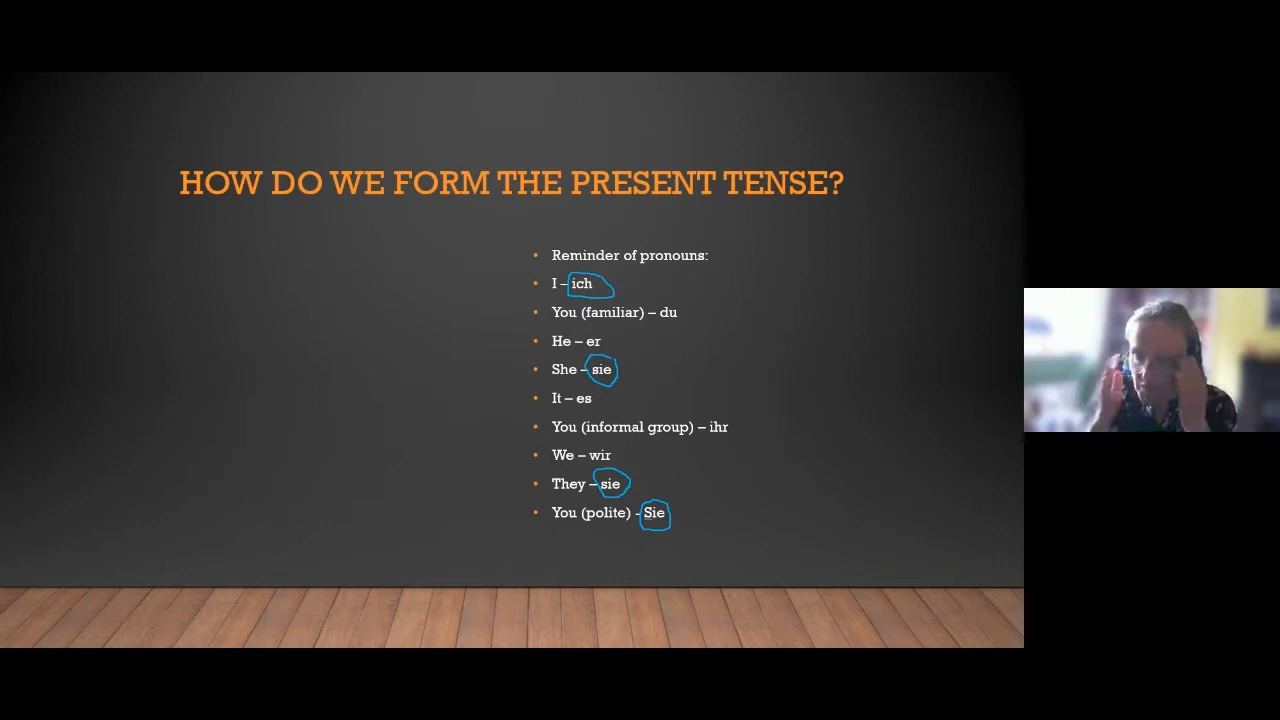 HOW DO WE FORM THE PRESENT TENSE?
• Reminder of pronouns:
• I – ich
• You (familiar) – du
• He – er
• She – sie
• It – es
• You (informal group) – ihr
• We – wir
• They – sie
• You (polite) - Sie